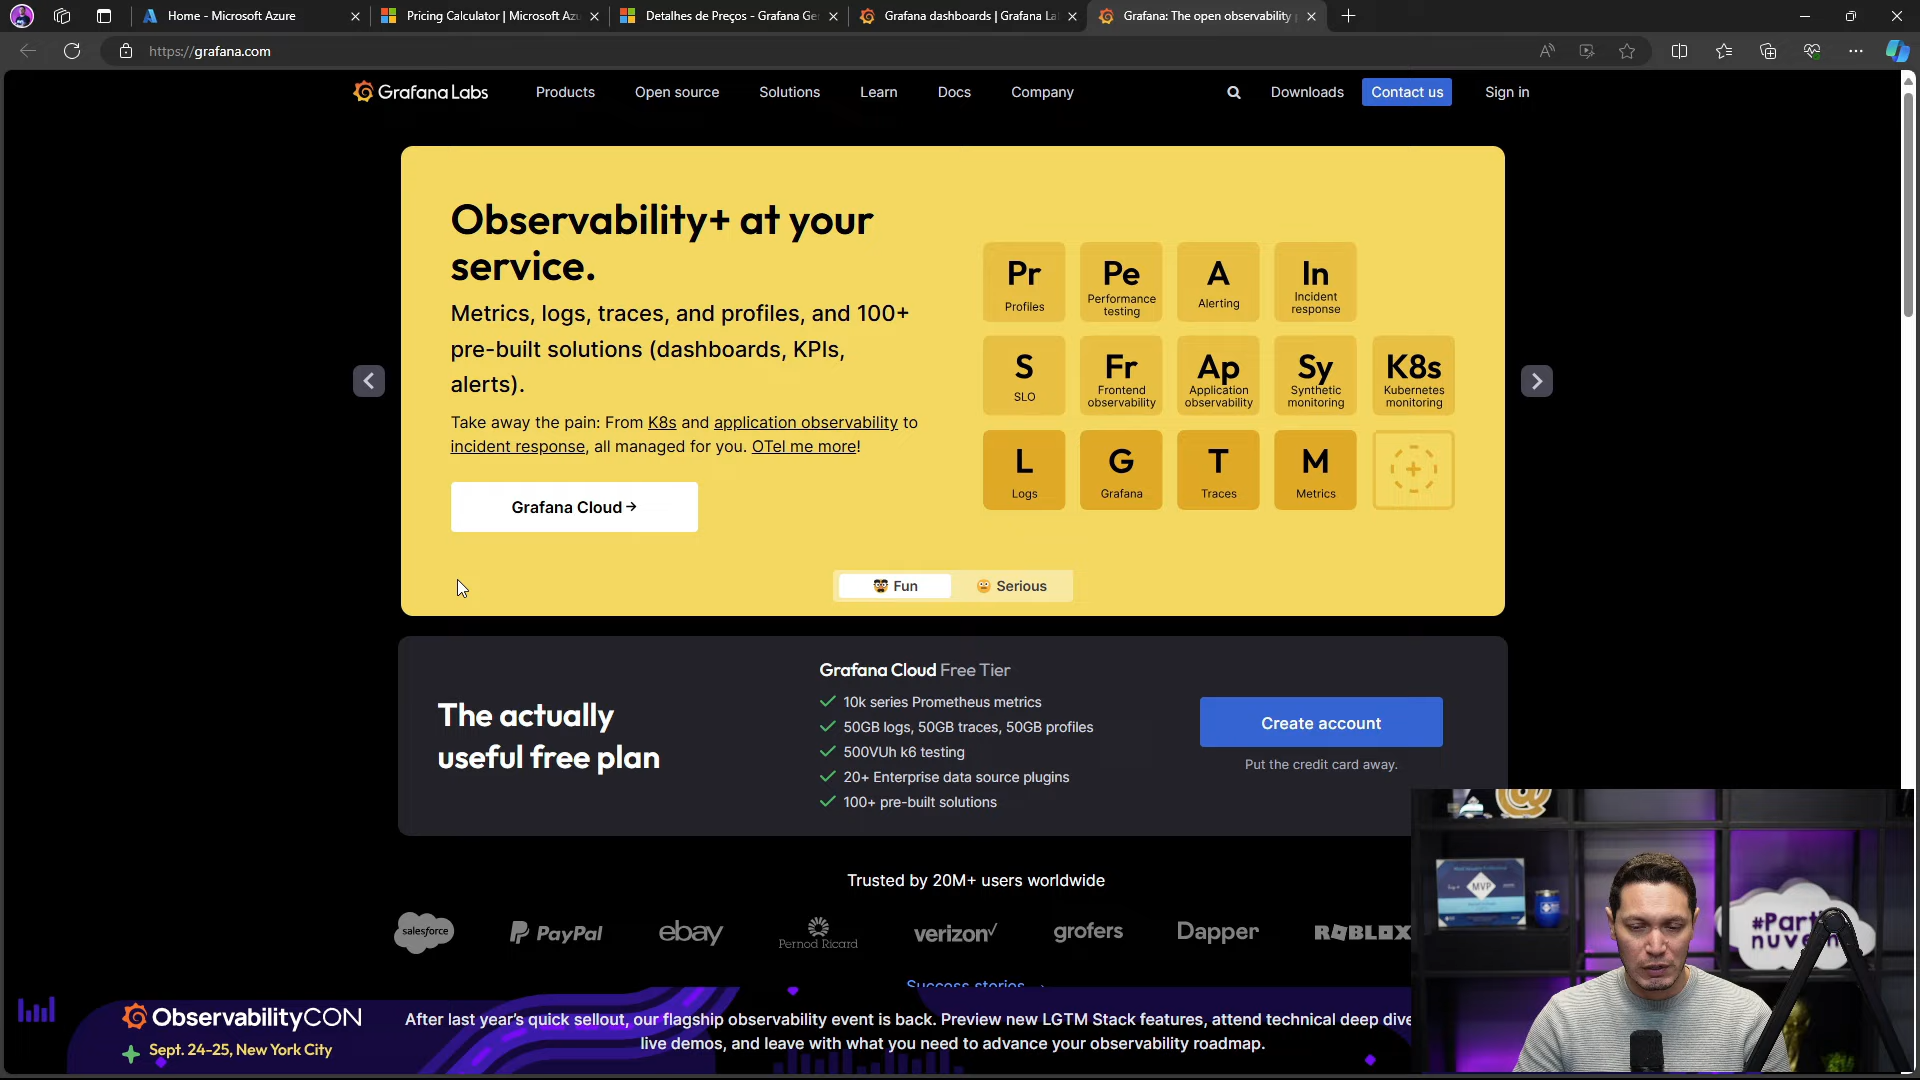 Home - Microsoft Azure
Pricing Calculator | Microsoft Az
Detalhes de Preços - Grafana Ge
Grafana dashboards | Grafana La
Grafana: The open observability
https://grafana.com
Grafana Labs
Products
Open source
Solutions
Learn
Docs
Company
Downloads
Contact us
Sign in
Observability+ at your
service.
Metrics, logs, traces, and profiles, and 100+
pre-built solutions (dashboards, KPIs,
alerts).
Take away the pain: From K8s and application observability to
incident response, all managed for you. OTel me more!
Grafana Cloud →
Pr
Profiles
Pe
Performance
testing
A
Alerting
In
Incident
response
S
SLO
Fr
Frontend
observability
Ap
Application
observability
Sy
Synthetic
monitoring
K8s
Kubernetes
monitoring
L
Logs
G
Grafana
T
Traces
M
Metrics
Fun
Serious
The actually
useful free plan
Grafana Cloud Free Tier
10k series Prometheus metrics
50GB logs, 50GB traces, 50GB profiles
500VUh k6 testing
20+ Enterprise data source plugins
100+ pre-built solutions
Create account
Put the credit card away.
Trusted by 20M+ users worldwide
salesforce
PayPal
ebay
Pernod Ricard
verizon
grofers
Dapper
ROBLOX
Success stories
ObservabilityCON
Sept. 24-25, New York City
After last year's quick sellout, our flagship observability event is back. Preview new LGTM Stack features, attend technical deep dive
live demos, and leave with what you need to advance your observability roadmap.
MVP
#Parti
nuvem